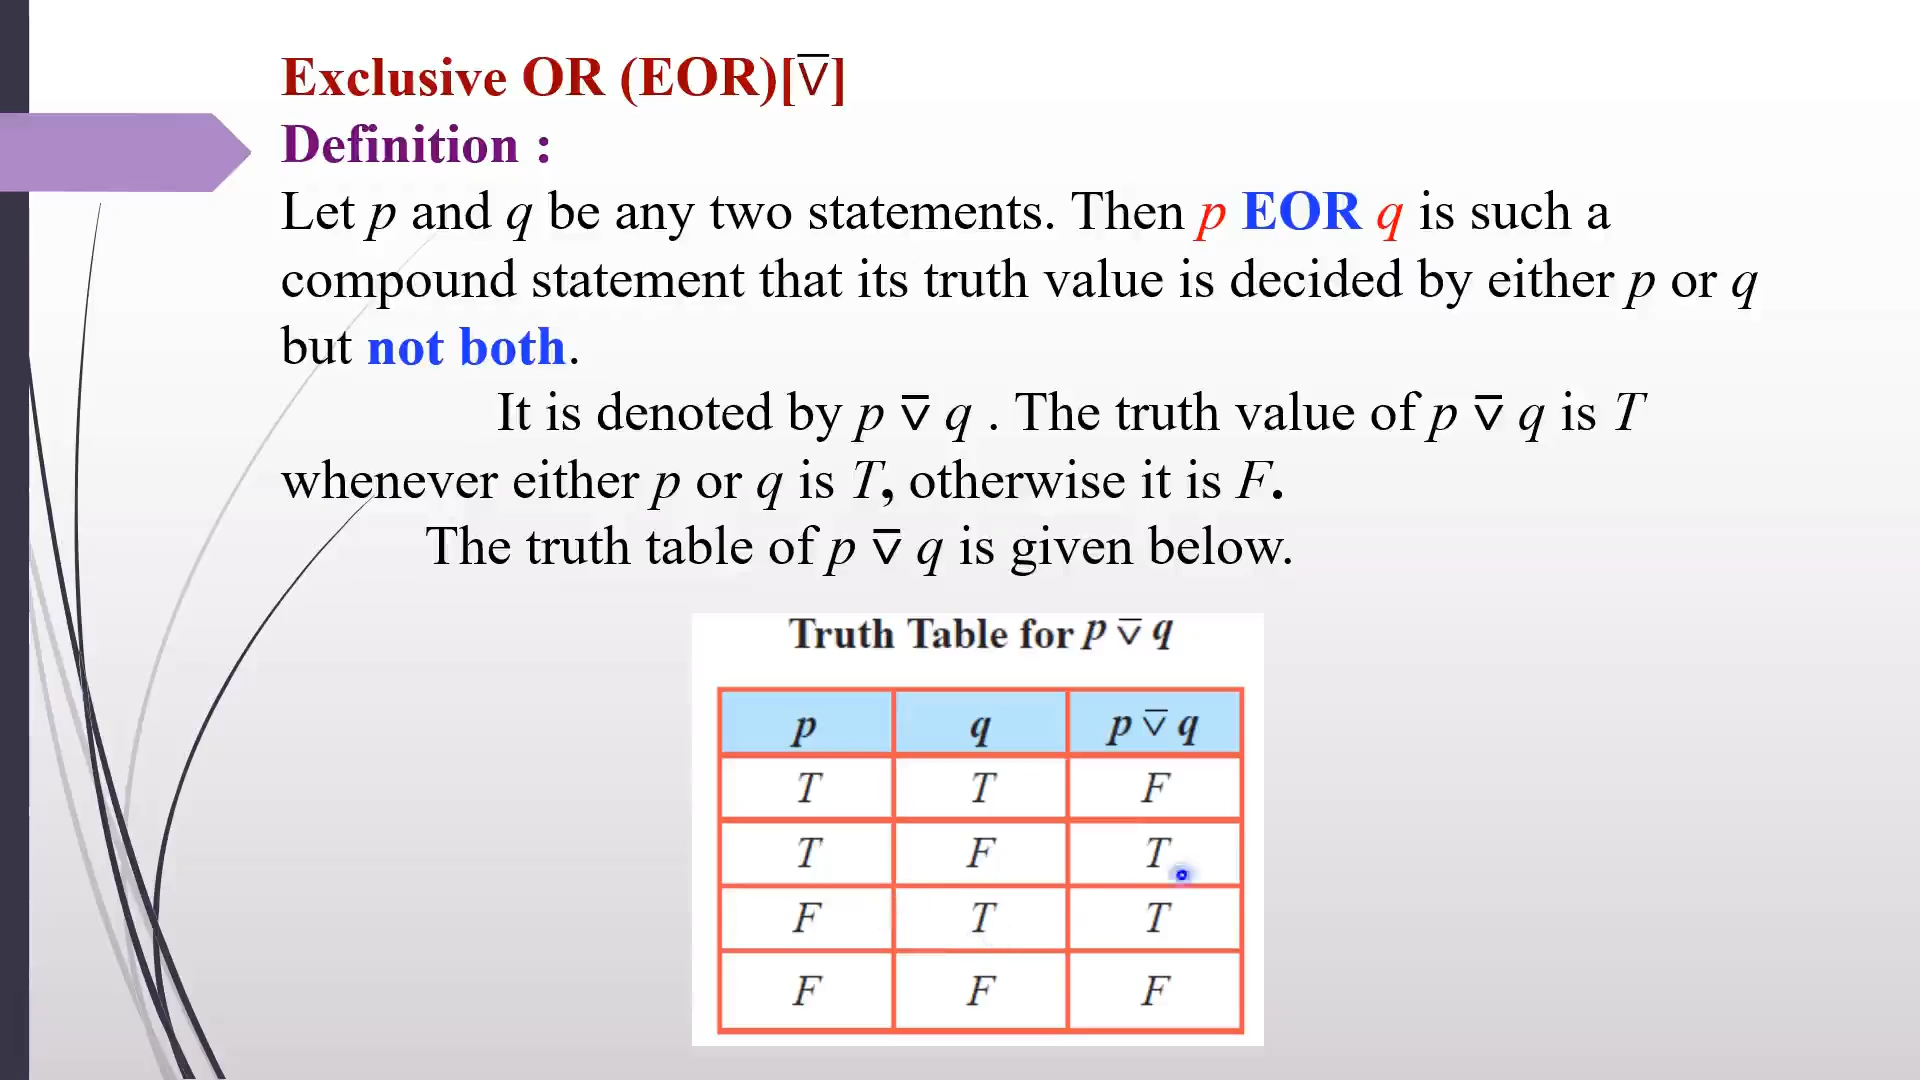 Exclusive OR (EOR)[⊽]
Definition :
Let p and q be any two statements. Then p EOR q is such a
compound statement that its truth value is decided by either p or q
but not both.
It is denoted by p ⊽ q . The truth value of p ⊽ q is T
whenever either p or q is T, otherwise it is F.
The truth table of p ⊽ q is given below.
Truth Table for p ⊽ q
p q p ⊽ q
T T F
T F T
F T T
F F F